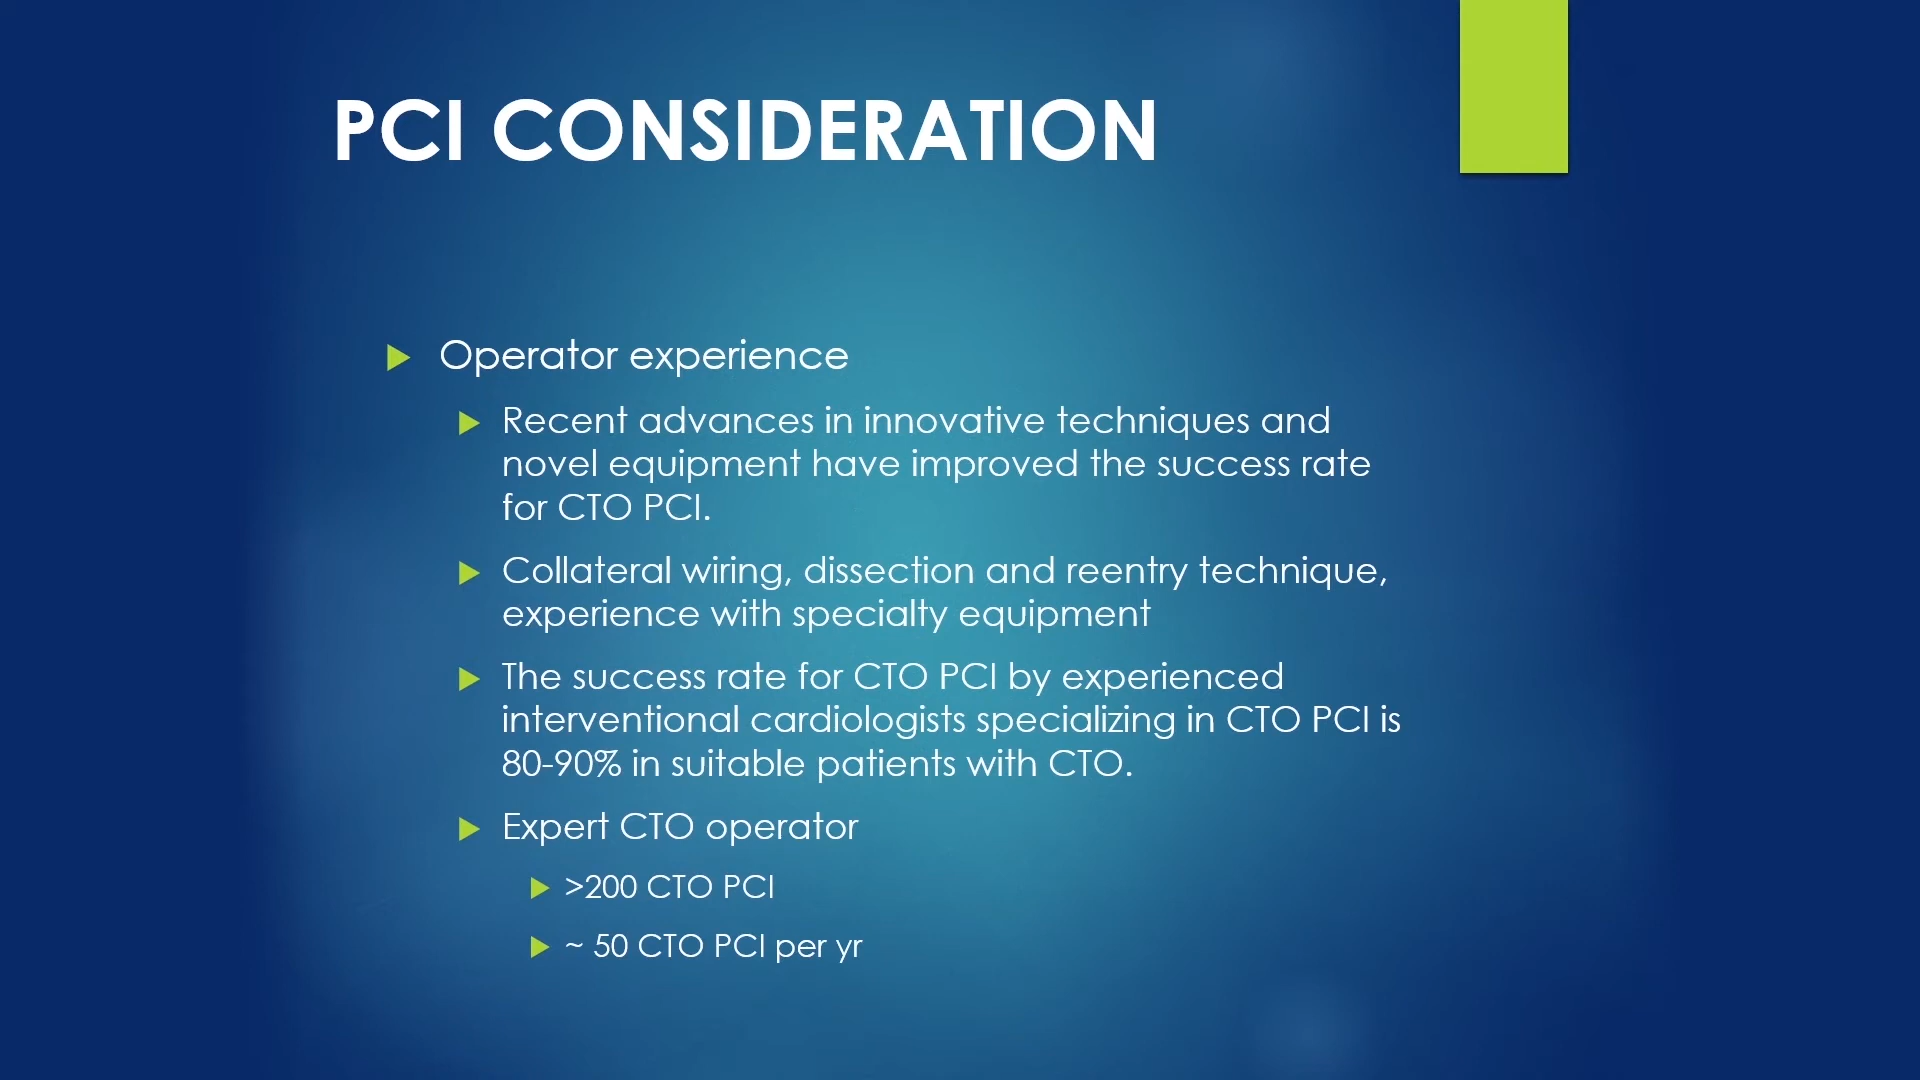 PCI CONSIDERATION
Operator experience
Recent advances in innovative techniques and
novel equipment have improved the success rate
for CTO PCI.
Collateral wiring, dissection and reentry technique,
experience with specialty equipment
The success rate for CTO PCI by experienced
interventional cardiologists specializing in CTO PCI is
80-90% in suitable patients with CTO.
Expert CTO operator
>200 CTO PCI
~ 50 CTO PCI per yr